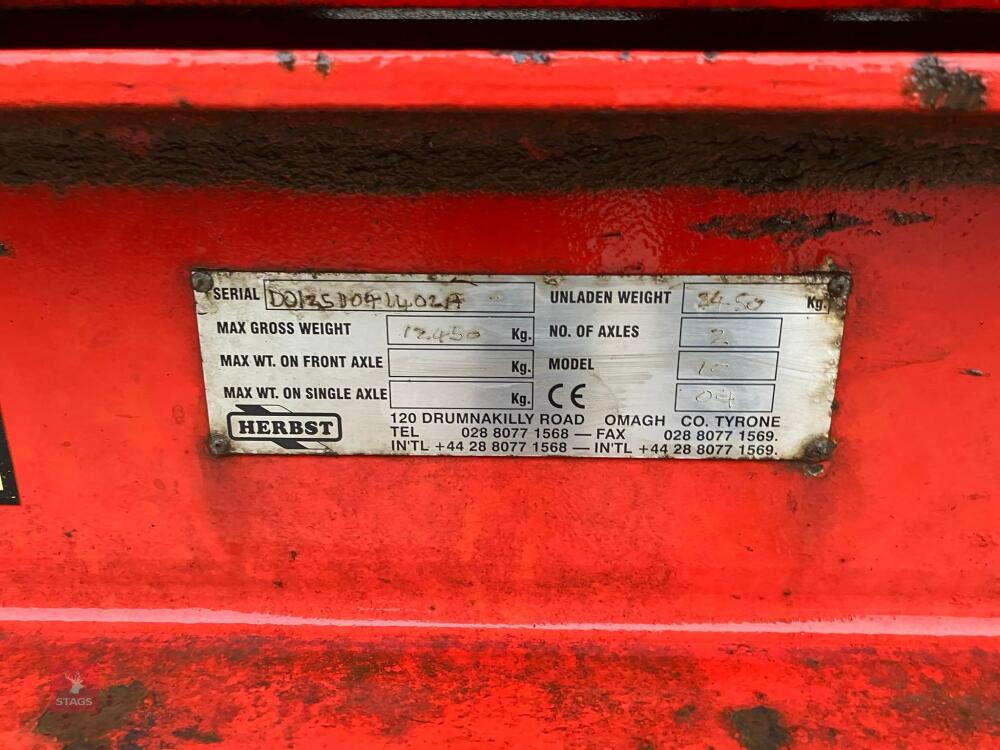 SERIAL UNLADEN WEIGHT 3450 Kg.
MAX GROSS WEIGHT 12450 Kg. NO. OF AXLES 2
MAX WT. ON FRONT AXLE Kg. MODEL 10
MAX WT. ON SINGLE AXLE Kg. CE 04
HERBST
120 DRUMNAKILLY ROAD OMAGH CO. TYRONE
TEL 028 8077 1568 — FAX 028 8077 1569.
IN'TL +44 28 8077 1568 — IN'TL +44 28 8077 1569.
STAGS